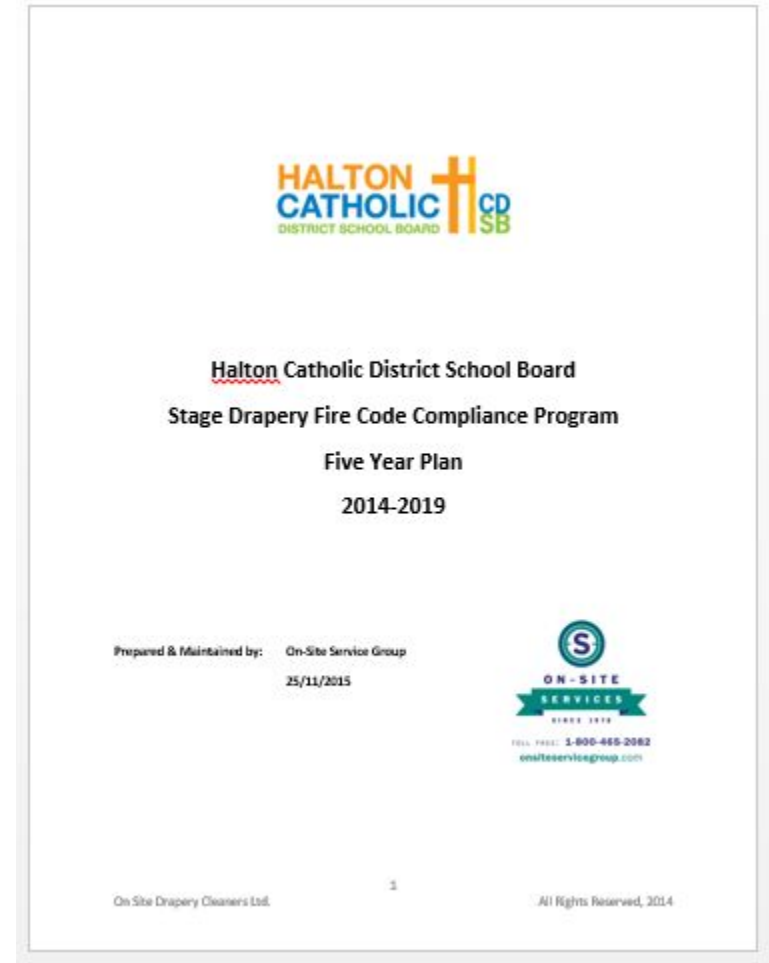 HALTON
CATHOLIC
DISTRICT SCHOOL BOARD
CD
SB
Halton Catholic District School Board
Stage Drapery Fire Code Compliance Program
Five Year Plan
2014-2019
Prepared & Maintained by: On-Site Service Group
25/11/2015
S
ON-SITE
SERVICES
SINCE 1978
TOLL FREE: 1-800-465-2082
onsiteservicegroup.com
1
On Site Drapery Cleaners Ltd. All Rights Reserved, 2014